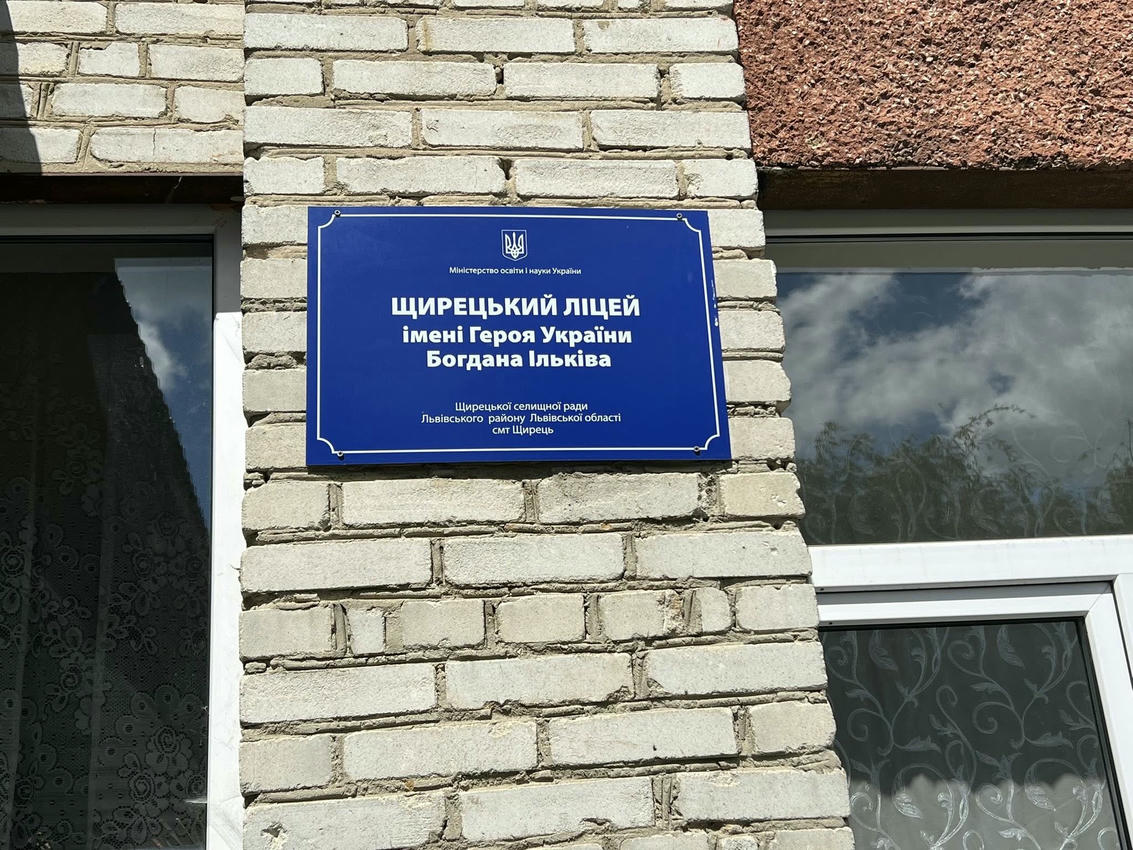 Міністерство освіти і науки України
ЩИРЕЦЬКИЙ ЛІЦЕЙ
імені Героя України
Богдана Ільківа
Щирецької селищної ради
Львівського району Львівської області
смт Щирець